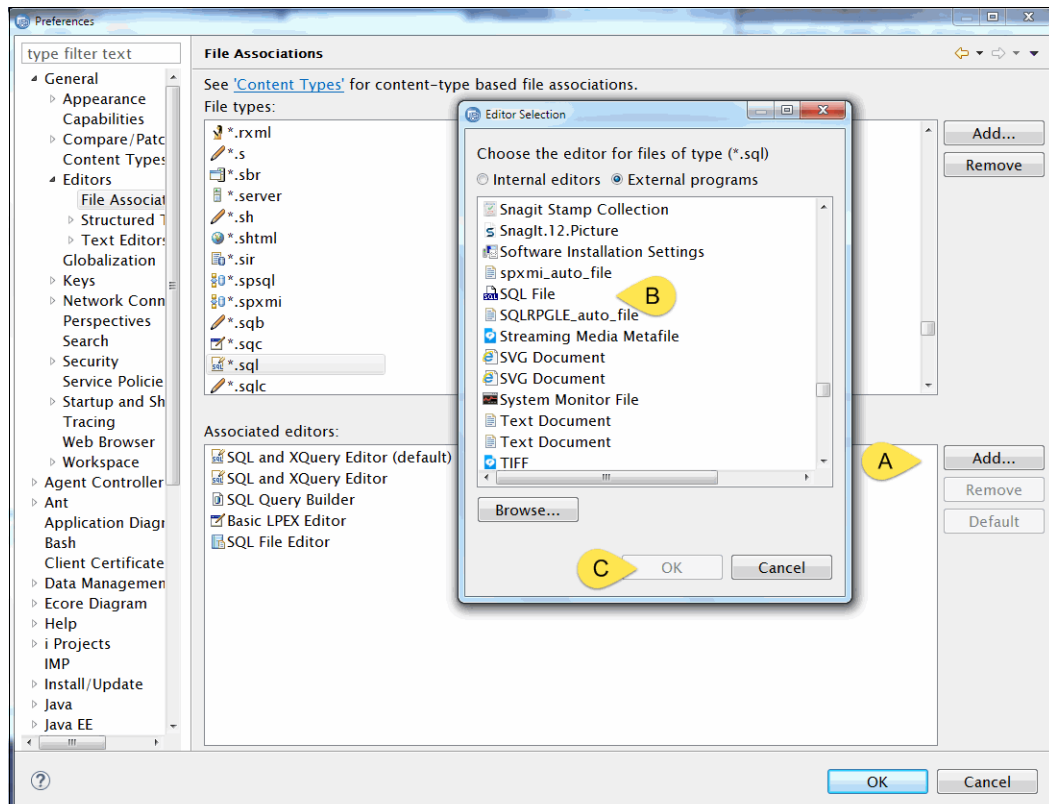 Preferences
type filter text
General
Appearance
Capabilities
Compare/Patc
Content Types
Editors
File Associat
Structured T
Text Editors
Globalization
Keys
Network Conn
Perspectives
Search
Security
Service Policie
Startup and Sh
Tracing
Web Browser
Workspace
Agent Controller
Ant
Application Diagr
Bash
Client Certificate
Data Managemen
Ecore Diagram
Help
i Projects
IMP
Install/Update
Java
Java EE
File Associations
See 'Content Types' for content-type based file associations.
File types:
*.rxml
*.s
*.sbr
*.server
*.sh
*.shtml
*.sir
*.spsql
*.spxmi
*.sqb
*.sqc
*.sql
*.sqlc
Add...
Remove
Associated editors:
SQL and XQuery Editor (default)
SQL and XQuery Editor
SQL Query Builder
Basic LPEX Editor
SQL File Editor
A
Add...
Remove
Default
Editor Selection
Choose the editor for files of type (*.sql)
Internal editors External programs
Snagit Stamp Collection
SnagIt.12.Picture
Software Installation Settings
spxmi_auto_file
SQL File
B
SQLRPGLE_auto_file
Streaming Media Metafile
SVG Document
SVG Document
System Monitor File
Text Document
Text Document
TIFF
Browse...
C
OK Cancel
OK Cancel